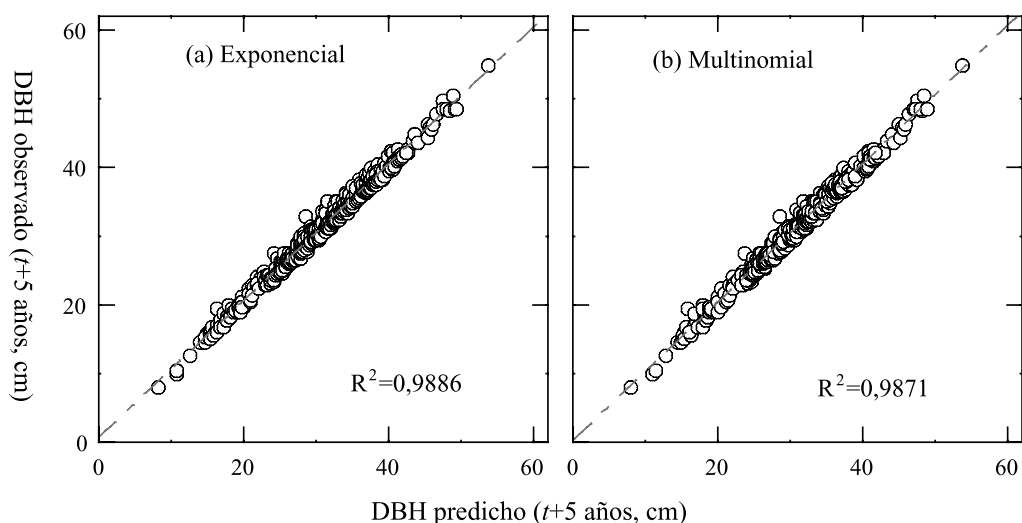 60
40
20
0
DBH observado (t+5 años, cm)
(a) Exponencial
R²=0,9886
0
20
40
60
(b) Multinomial
R²=0,9871
0
20
40
60
DBH predicho (t+5 años, cm)